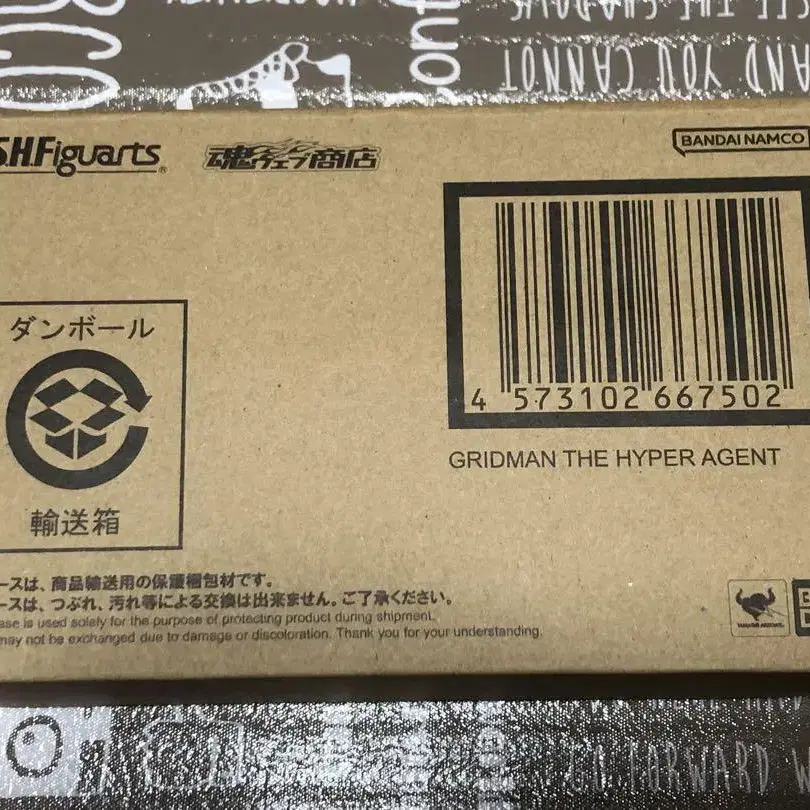 AND YOU CANNOT
S.H.Figuarts®
魂ウェブ商店
BANDAI NAMCO
4 573102 667502
GRIDMAN THE HYPER AGENT
ダンボール
輸送箱
ースは、商品輸送用の保護梱包材です。
ースは、つぶれ、汚れ等による交換は出来ません。ご了承ください。
ase is used solely for the purpose of protecting product during shipment.
may not be exchanged due to damage or discoloration. Thank you for your understanding.
GO FORWARD W